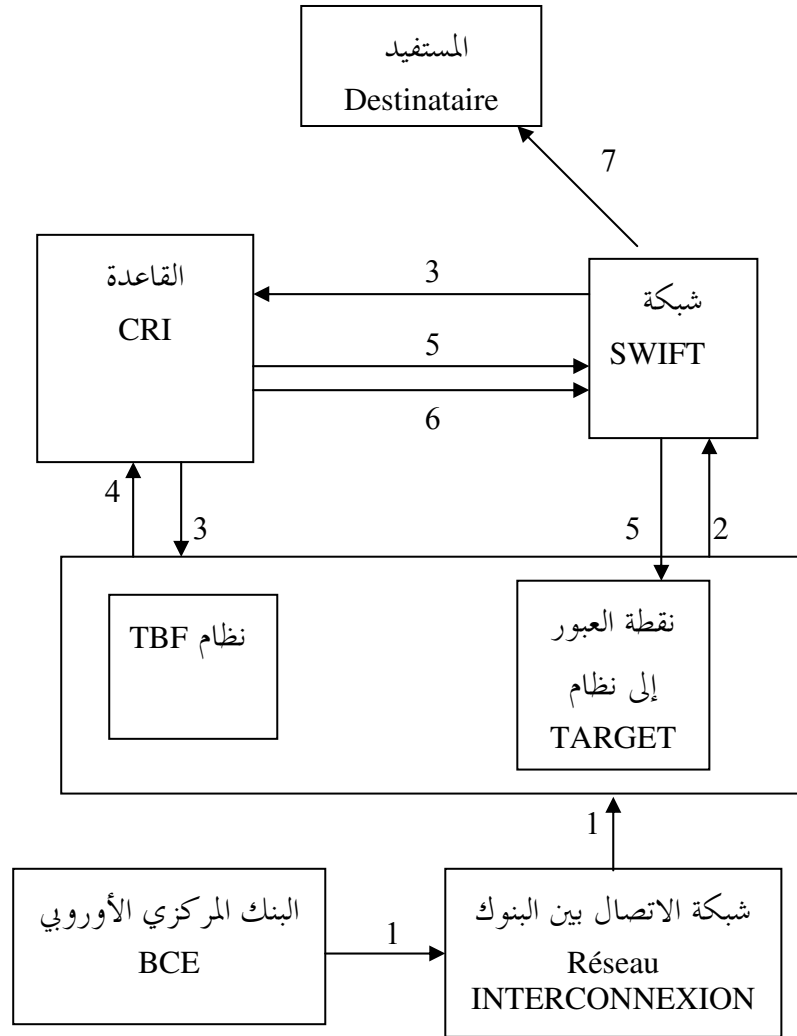 المستفيد
Destinataire
7
القاعدة
CRI
3
شبكة
SWIFT
5
6
4
3
5
2
نظام TBF
نقطة العبور
إلى نظام
TARGET
1
البنك المركزي الأوروبي
BCE
1
شبكة الاتصال بين البنوك
Réseau
INTERCONNEXION